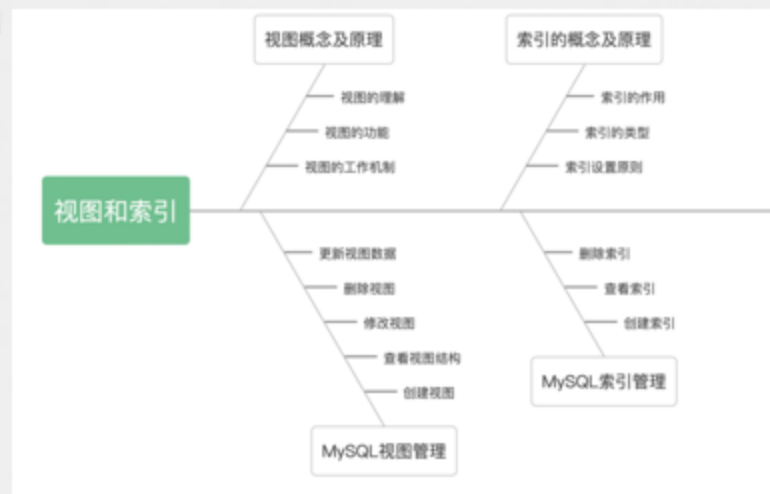 视图概念及原理
索引的概念及原理
视图的理解
索引的作用
视图的功能
索引的类型
视图的工作机制
索引设置原则
视图和索引
更新视图数据
删除索引
删除视图
查看索引
修改视图
创建索引
查看视图结构
MySQL索引管理
创建视图
MySQL视图管理